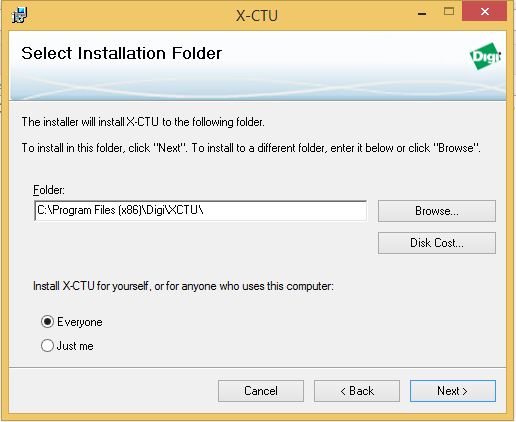 X-CTU
Select Installation Folder
Digi
The installer will install X-CTU to the following folder.
To install in this folder, click "Next". To install to a different folder, enter it below or click "Browse".
Folder:
C:\Program Files (x86)\Digi\XCTU\
Browse...
Disk Cost...
Install X-CTU for yourself, or for anyone who uses this computer:
Everyone
Just me
Cancel
< Back
Next >